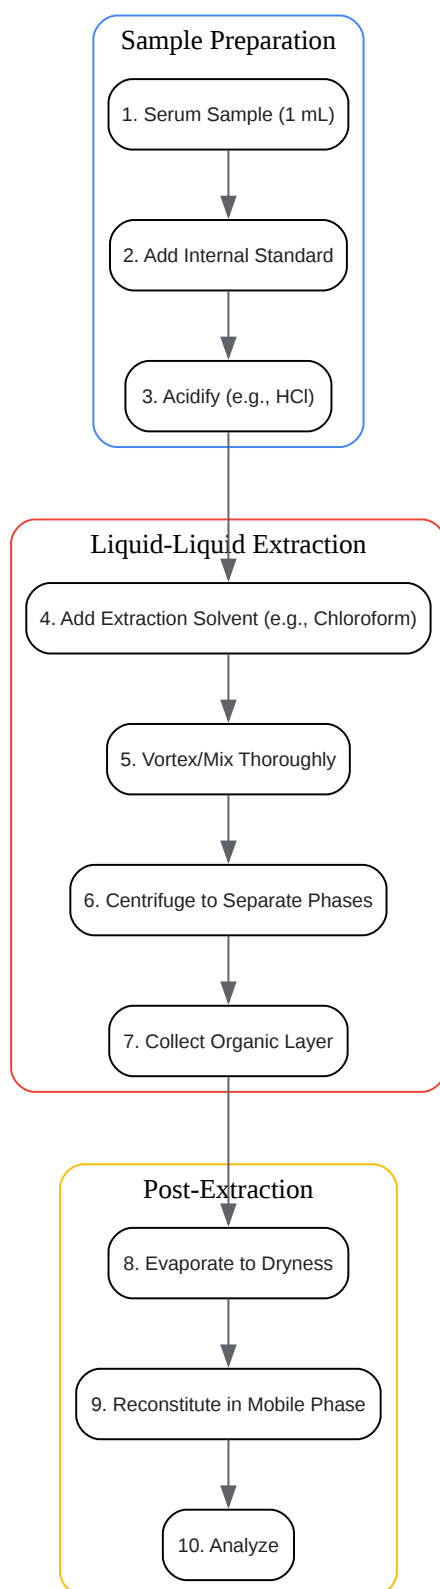 Sample Preparation
1. Serum Sample (1 mL)
2. Add Internal Standard
3. Acidify (e.g., HCl)
Liquid-Liquid Extraction
4. Add Extraction Solvent (e.g., Chloroform)
5. Vortex/Mix Thoroughly
6. Centrifuge to Separate Phases
7. Collect Organic Layer
Post-Extraction
8. Evaporate to Dryness
9. Reconstitute in Mobile Phase
10. Analyze